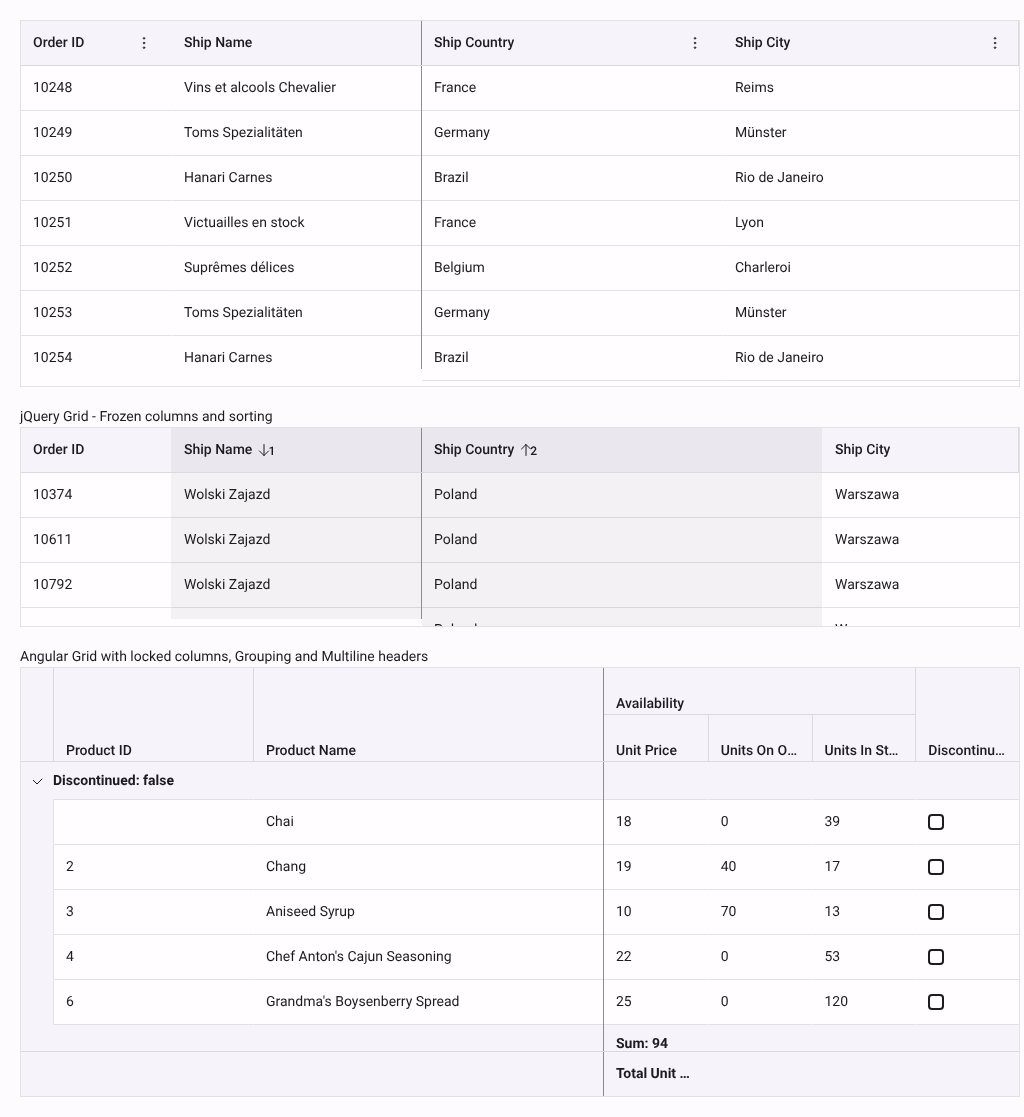 Order ID Ship Name Ship Country Ship City
10248 Vins et alcools Chevalier France Reims
10249 Toms Spezialitäten Germany Münster
10250 Hanari Carnes Brazil Rio de Janeiro
10251 Victuailles en stock France Lyon
10252 Suprêmes délices Belgium Charleroi
10253 Toms Spezialitäten Germany Münster
10254 Hanari Carnes Brazil Rio de Janeiro
jQuery Grid - Frozen columns and sorting
Order ID Ship Name 1 Ship Country 2 Ship City
10374 Wolski Zajazd Poland Warszawa
10611 Wolski Zajazd Poland Warszawa
10792 Wolski Zajazd Poland Warszawa
Angular Grid with locked columns, Grouping and Multiline headers
Availability
Product ID Product Name Unit Price Units On O... Units In St... Discontinu...
Discontinued: false
Chai 18 0 39
2 Chang 19 40 17
3 Aniseed Syrup 10 70 13
4 Chef Anton's Cajun Seasoning 22 0 53
6 Grandma's Boysenberry Spread 25 0 120
Sum: 94
Total Unit ...